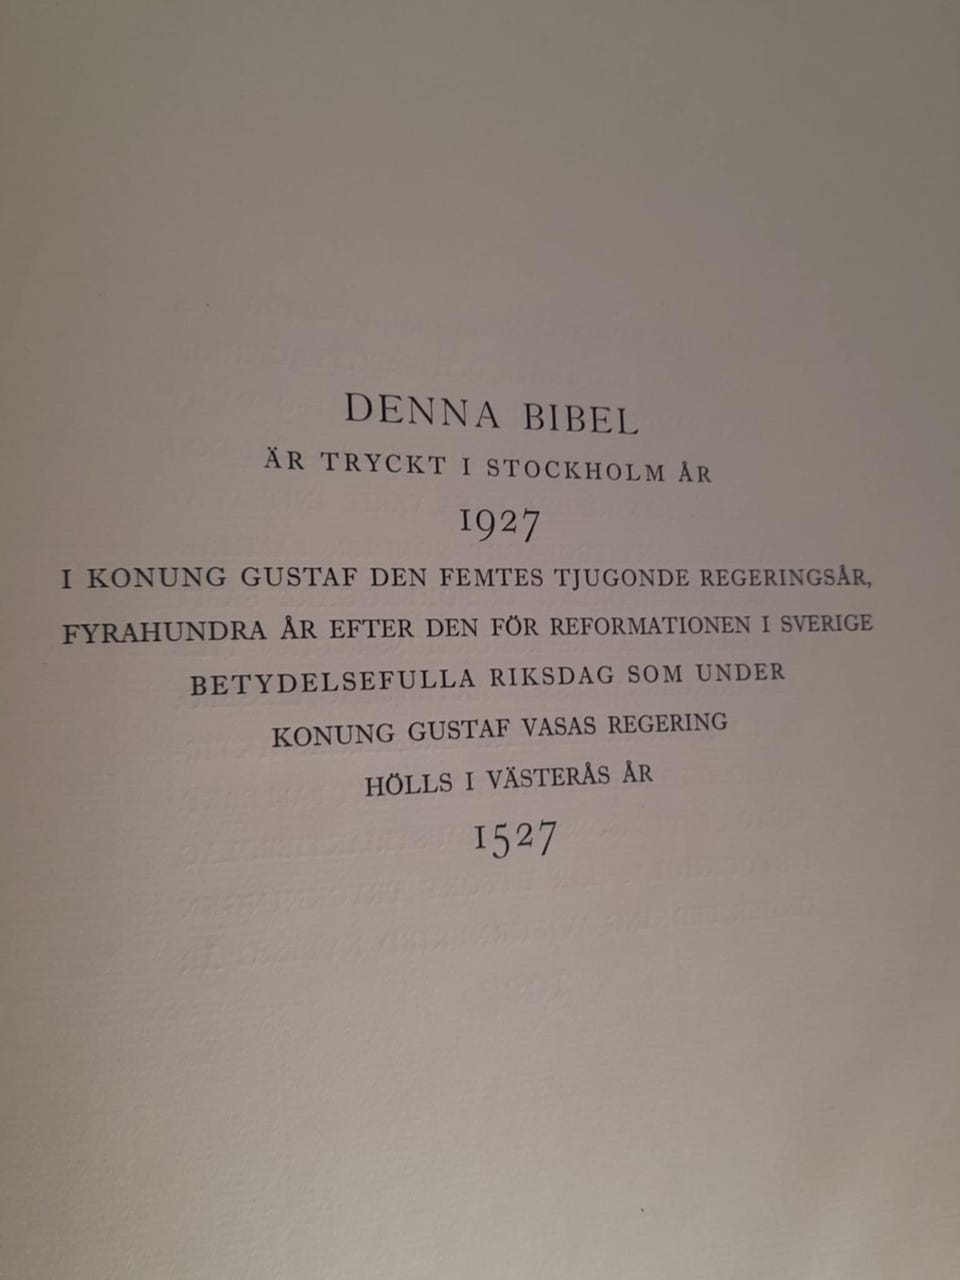 DENNA BIBEL
ÄR TRYCKT I STOCKHOLM ÅR
1927
I KONUNG GUSTAF DEN FEMTES TJUGONDE REGERINGSÅR,
FYRAHUNDRA ÅR EFTER DEN FÖR REFORMATIONEN I SVERIGE
BETYDELSEFULLA RIKSDAG SOM UNDER
KONUNG GUSTAF VASAS REGERING
HÖLLS I VÄSTERÅS ÅR
1527